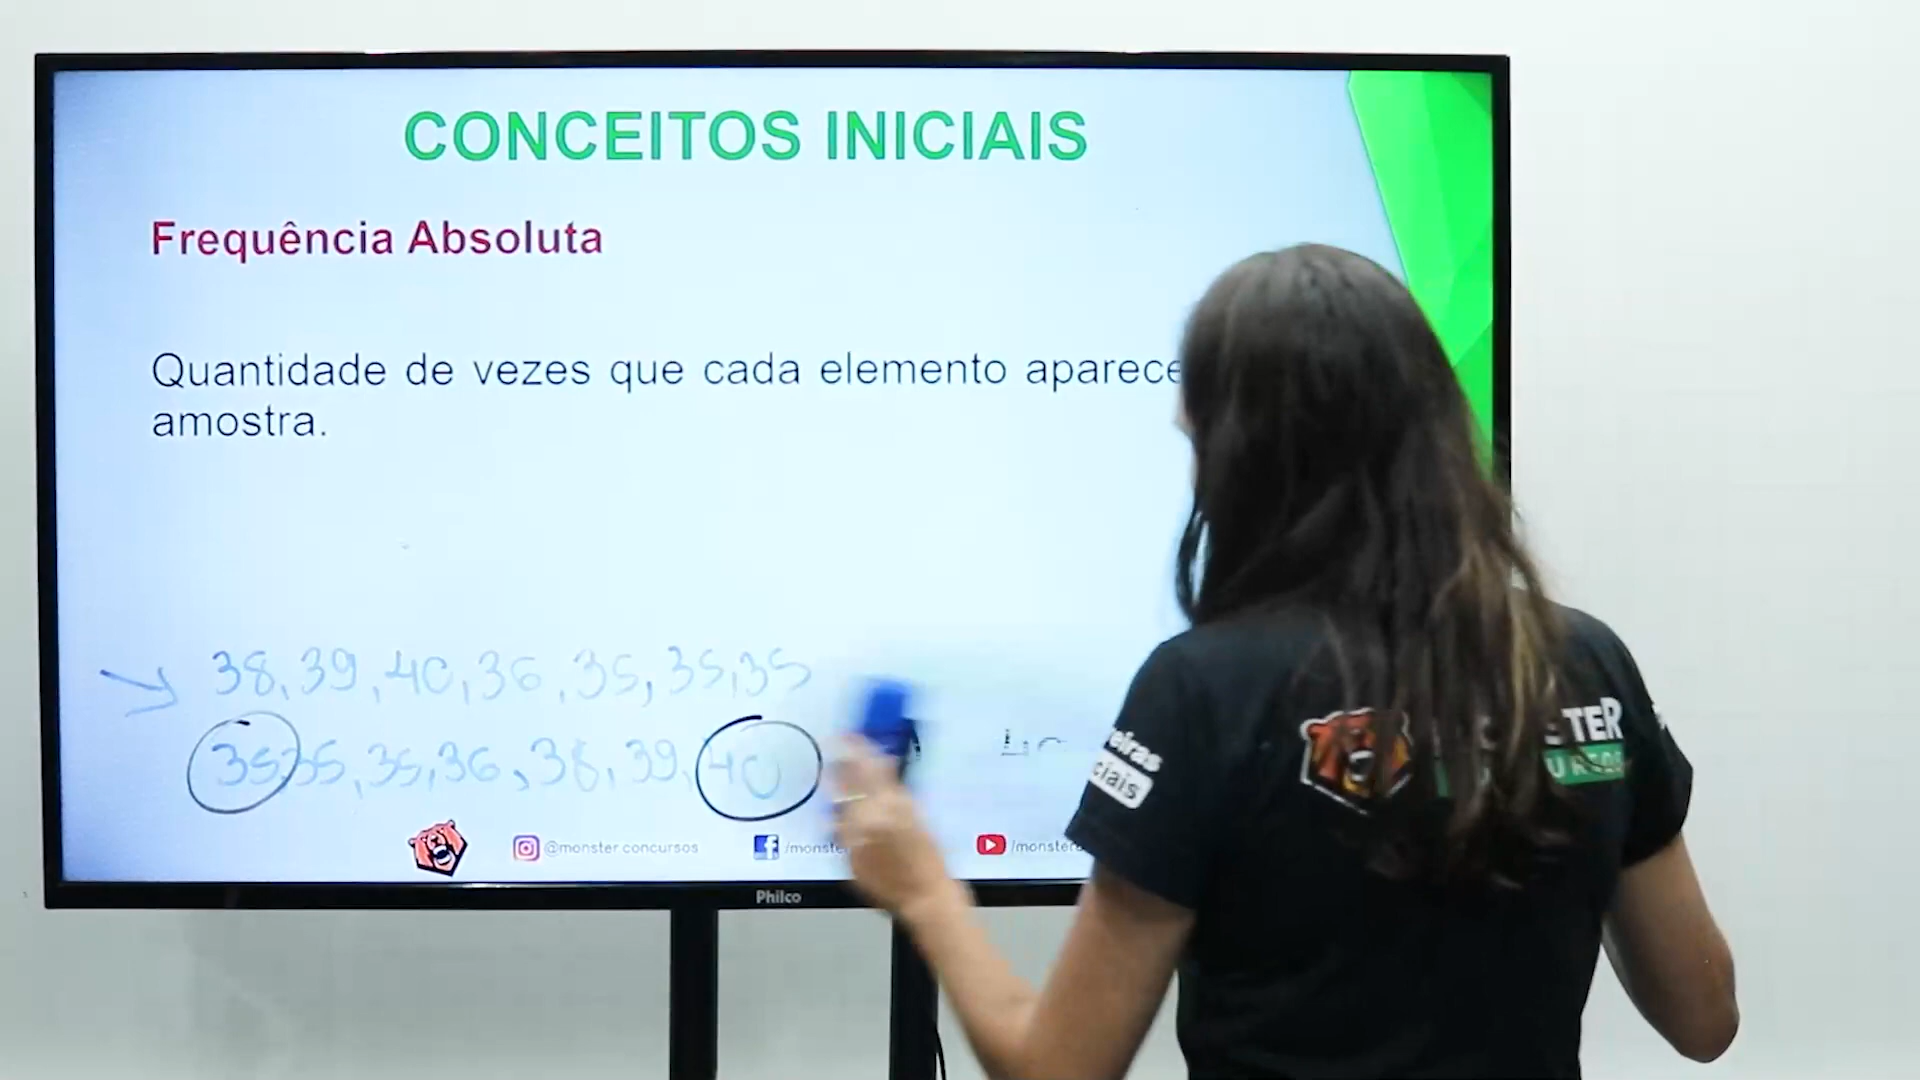 CONCEITOS INICIAIS
Frequência Absoluta
Quantidade de vezes que cada elemento aparece
amostra.
38, 39, 40, 36, 35, 35, 35
35, 35, 35, 36, 38, 39, 40
@monster.concursos
Philco